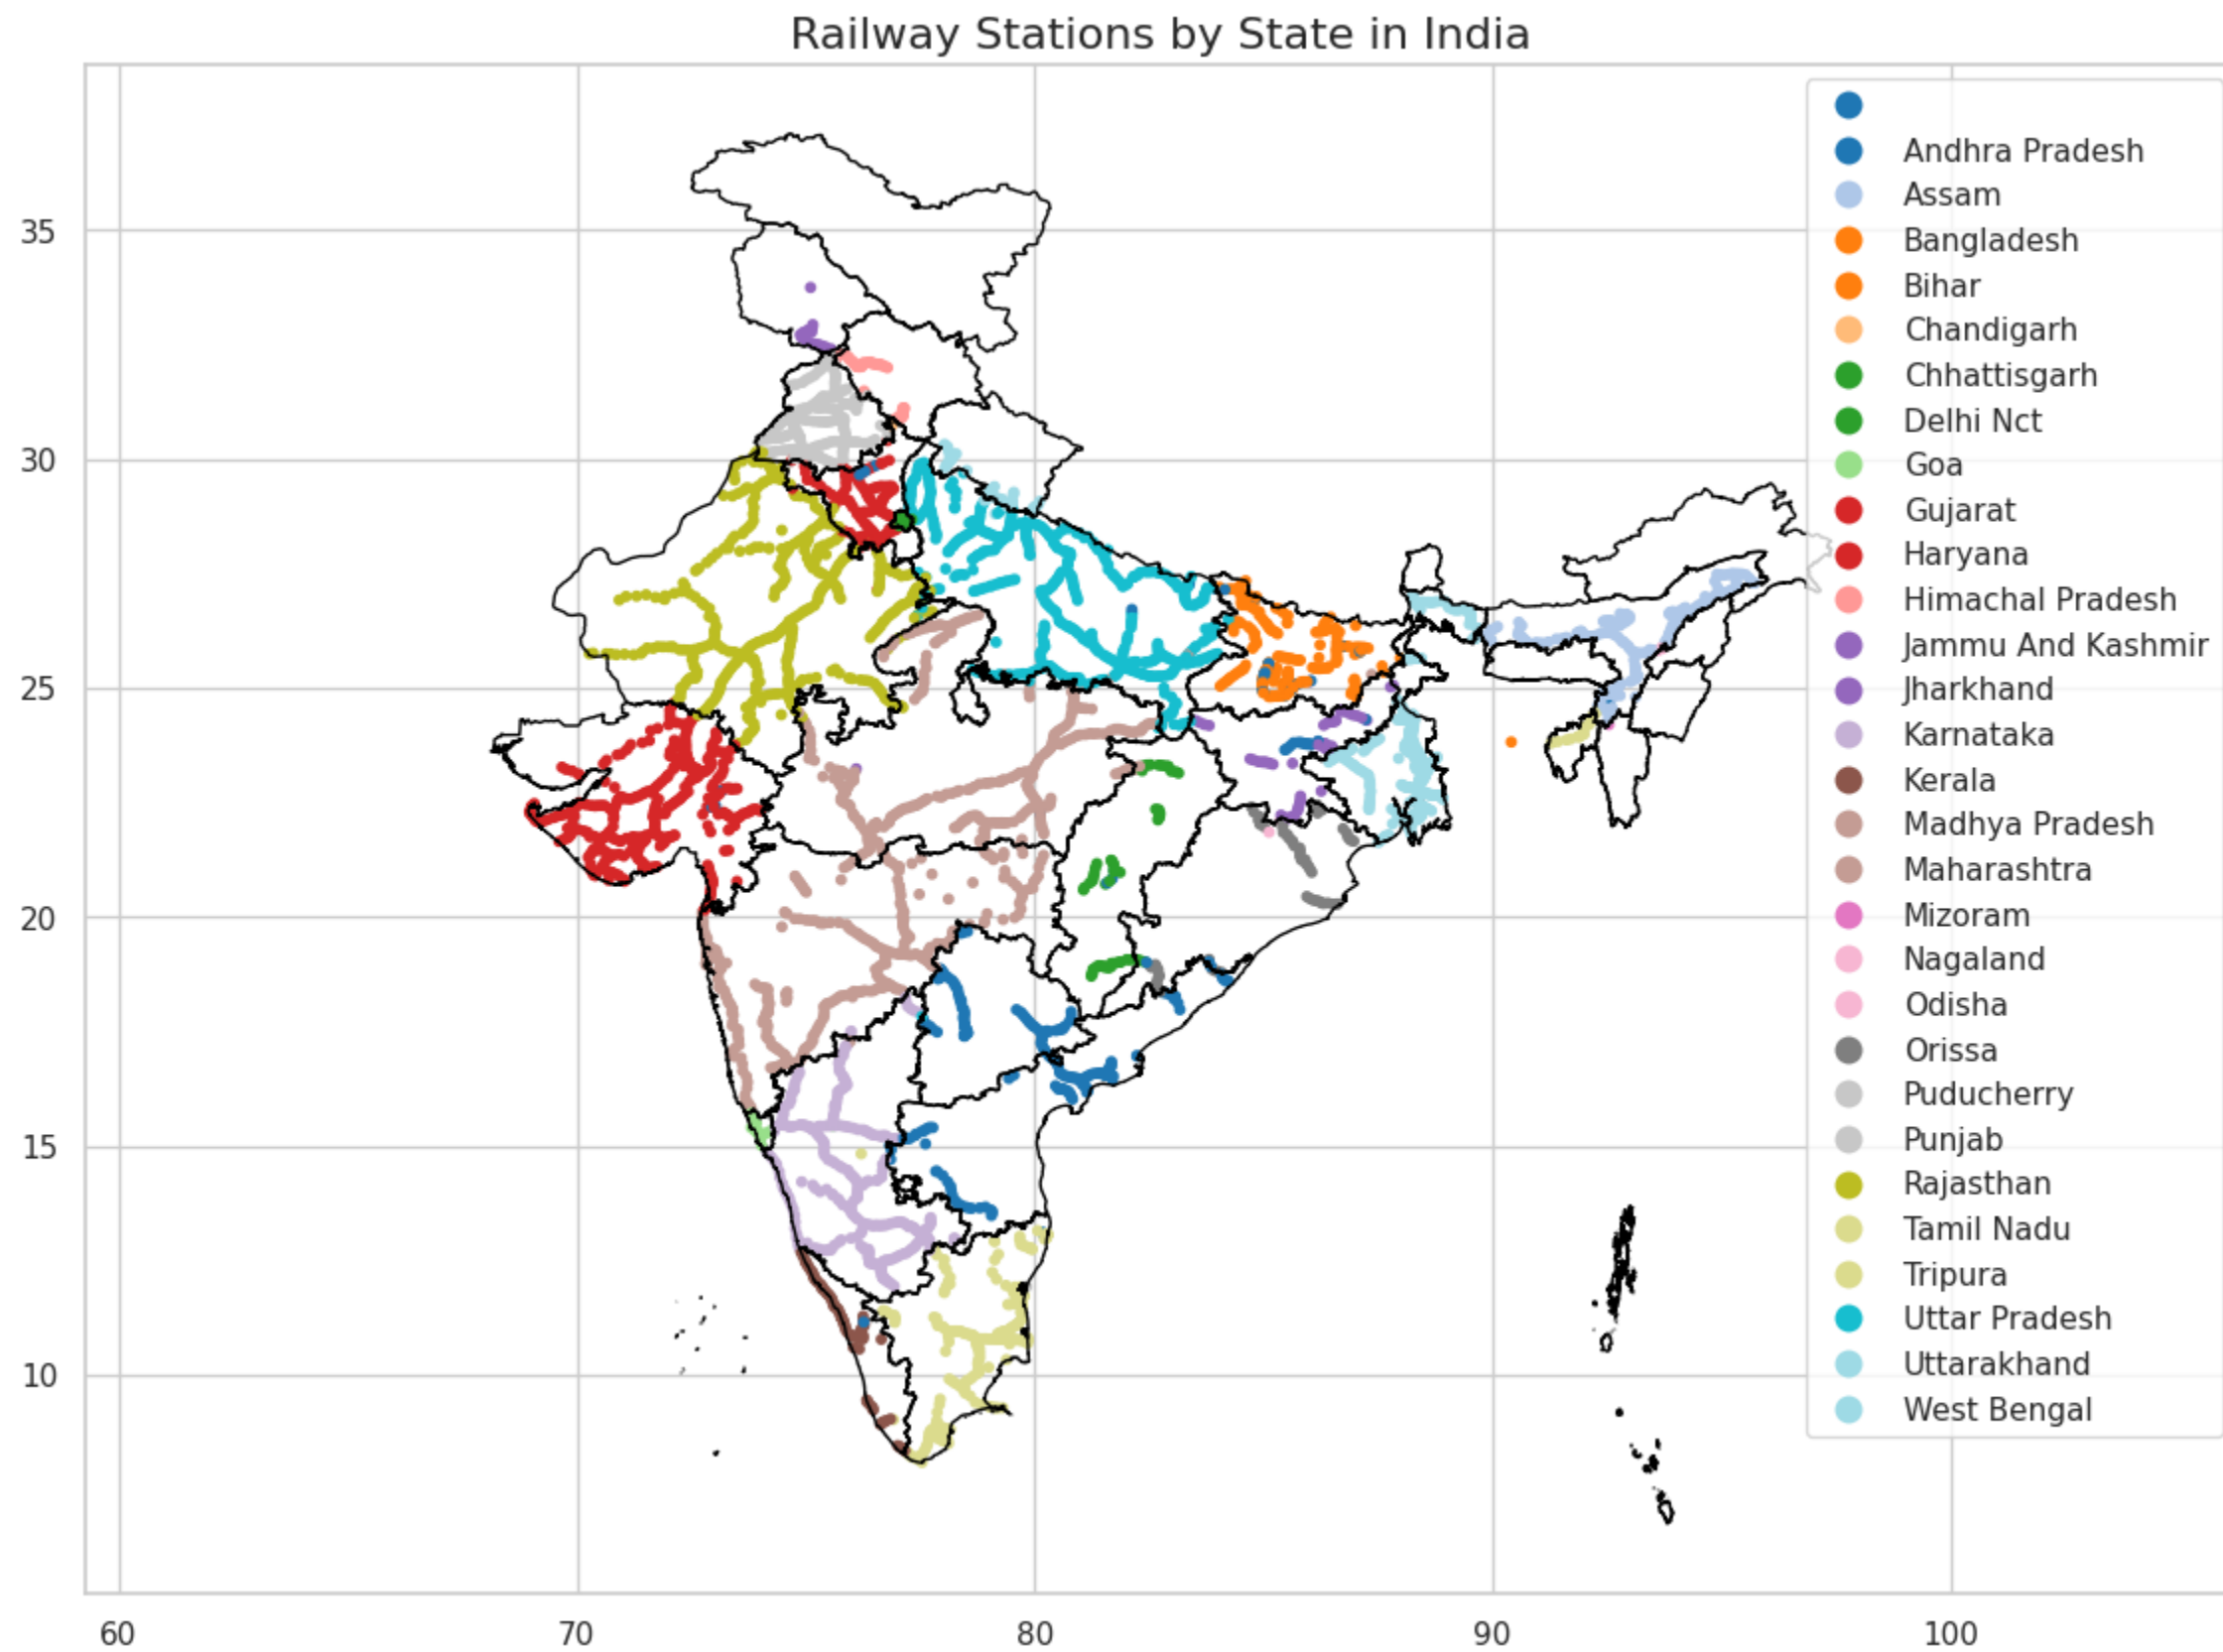 Railway Stations by State in India
35
30
25
20
15
10
60
70
80
90
100
Andhra Pradesh
Assam
Bangladesh
Bihar
Chandigarh
Chhattisgarh
Delhi Nct
Goa
Gujarat
Haryana
Himachal Pradesh
Jammu And Kashmir
Jharkhand
Karnataka
Kerala
Madhya Pradesh
Maharashtra
Mizoram
Nagaland
Odisha
Orissa
Puducherry
Punjab
Rajasthan
Tamil Nadu
Tripura
Uttar Pradesh
Uttarakhand
West Bengal